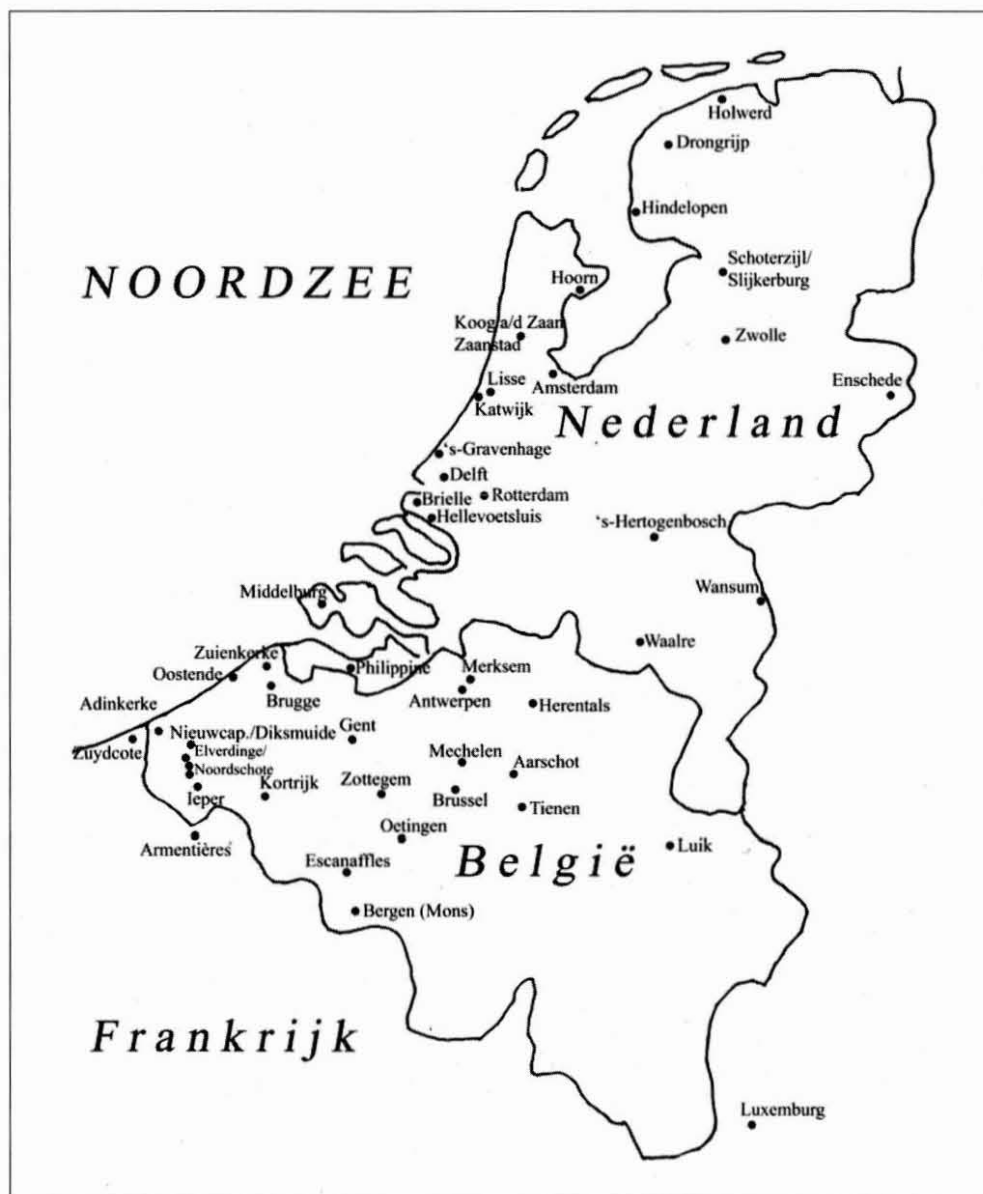 Holwerd
Drongrijp
Hindelopen
NOORDZEE
Schoterzijl/
Slijkerburg
Hoorn
Koog a/d Zaan
Zaanstad
Zwolle
Lisse
Amsterdam
Enschede
Katwijk
Nederland
's-Gravenhage
Delft
Brielle
Rotterdam
Hellevoetsluis
's-Hertogenbosch
Middelburg
Wansum
Waalre
Zuienkerke
Oostende
Philippine
Merksem
Brugge
Antwerpen
Herentals
Adinkerke
Nieuwcap./Diksmuide
Gent
Zuydcote
Elverdinge/
Noordschote
Mechelen
Aarschot
Ieper
Kortrijk
Zottegem
Brussel
Tienen
Oetingen
Armentières
België
Luik
Escanaffles
Bergen (Mons)
Frankrijk
Luxemburg